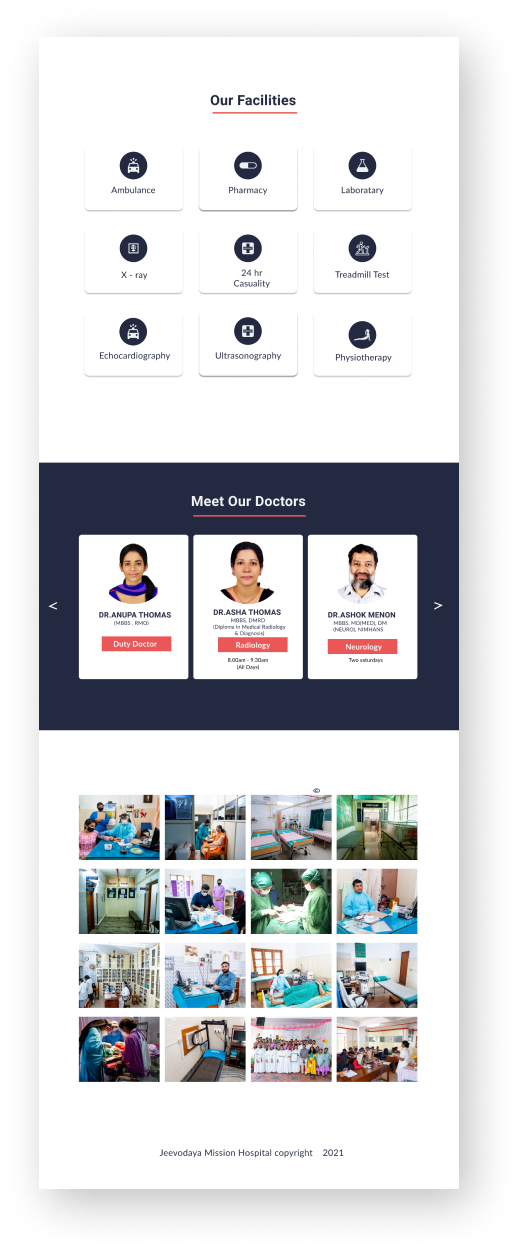 Our Facilities
Ambulance
Pharmacy
Laboratary
X - ray
24 hr
Casuality
Treadmill Test
Echocardiography
Ultrasonography
Physiotherapy
Meet Our Doctors
<
>
DR.ANUPA THOMAS
(MBBS , RMO)
Duty Doctor
DR.ASHA THOMAS
MBBS, DMRD
(Diploma in Medical Radiology
& Diagnosis)
Radiology
8.00am - 9.30am
(All Days)
DR.ASHOK MENON
MBBS, MD(MED), DM
(NEURO), NIMHANS
Neurology
Two saturdays
©
Jeevodaya Mission Hospital copyright 2021